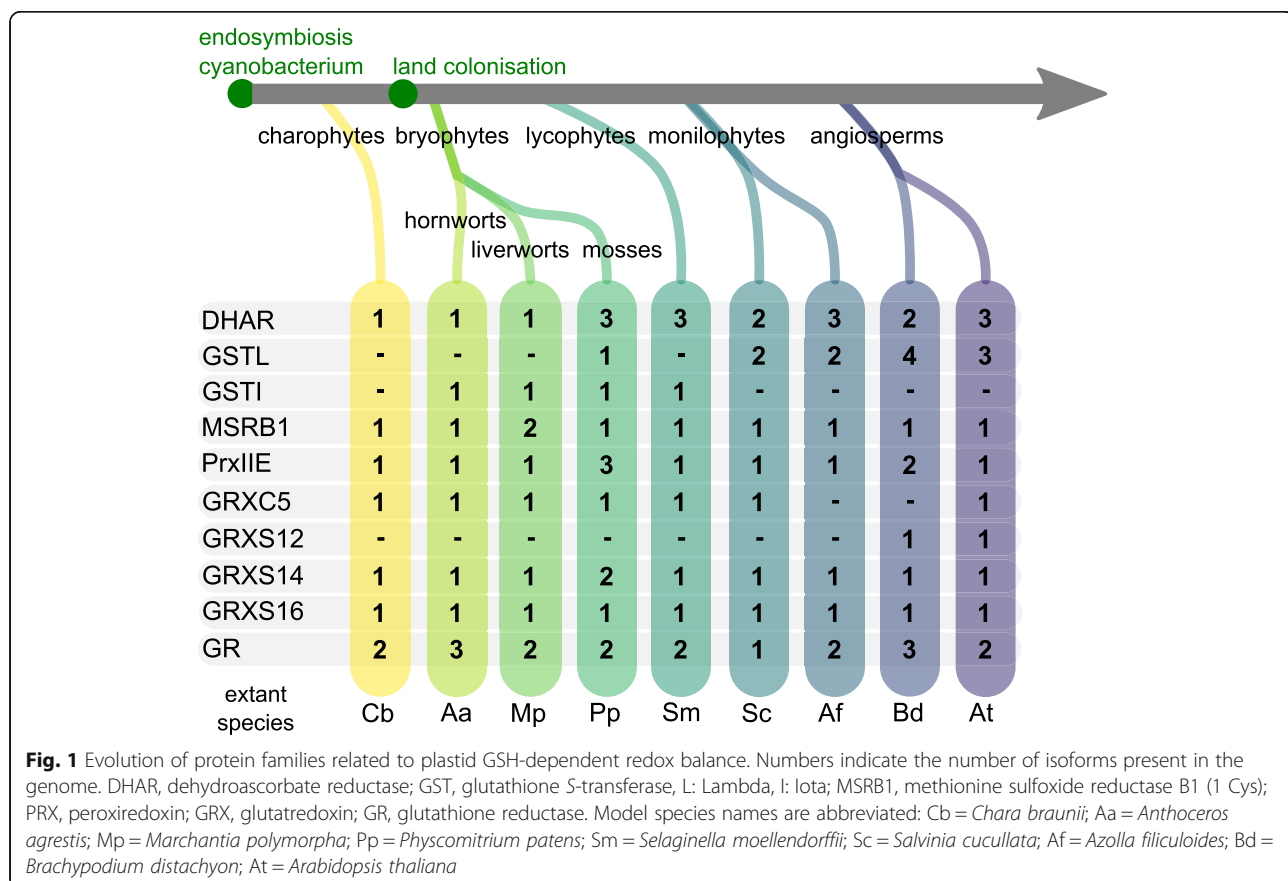 endosymbiosis
cyanobacterium land colonisation
charophytes bryophytes lycophytes monilophytes angiosperms
hornworts
liverworts mosses
DHAR 1 1 1 3 3 2 3 2 3
GSTL - - - 1 - 2 2 4 3
GSTI - 1 1 1 1 - - - -
MSRB1 1 1 2 1 1 1 1 1 1
PrxIIE 1 1 1 3 1 1 1 2 1
GRXC5 1 1 1 1 1 1 - - 1
GRXS12 - - - - - - - 1 1
GRXS14 1 1 1 2 1 1 1 1 1
GRXS16 1 1 1 1 1 1 1 1 1
GR 2 3 2 2 2 1 2 3 2
extant
species Cb Aa Mp Pp Sm Sc Af Bd At
Fig. 1 Evolution of protein families related to plastid GSH-dependent redox balance. Numbers indicate the number of isoforms present in the
genome. DHAR, dehydroascorbate reductase; GST, glutathione S-transferase, L: Lambda, I: Iota; MSRB1, methionine sulfoxide reductase B1 (1 Cys);
PRX, peroxiredoxin; GRX, glutatredoxin; GR, glutathione reductase. Model species names are abbreviated: Cb = Chara braunii; Aa = Anthoceros
agrestis; Mp = Marchantia polymorpha; Pp = Physcomitrium patens; Sm = Selaginella moellendorffii; Sc = Salvinia cucullata; Af = Azolla filiculoides; Bd =
Brachypodium distachyon; At = Arabidopsis thaliana